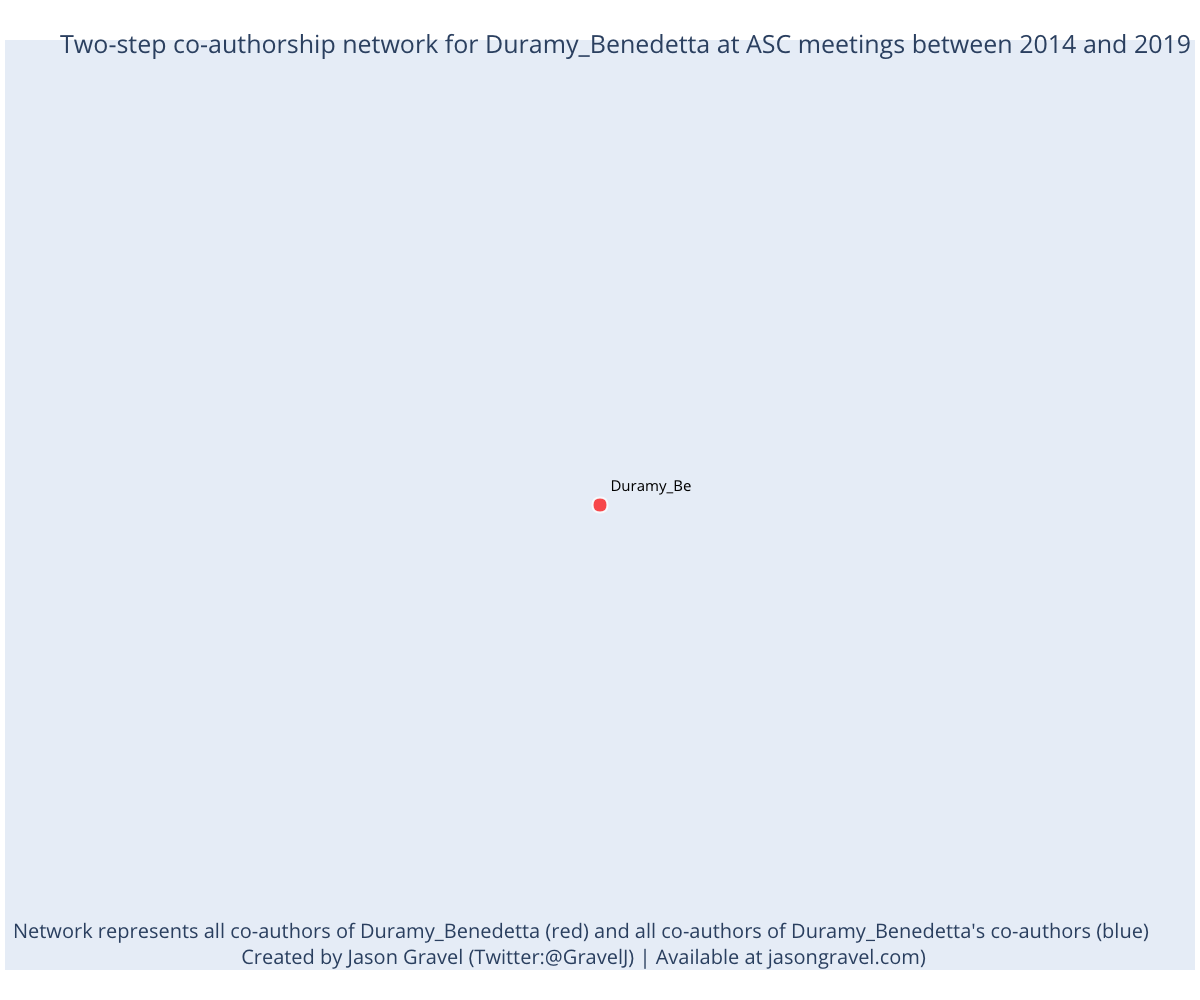 Two-step co-authorship network for Duramy_Benedetta at ASC meetings between 2014 and 2019
Duramy_Be
Network represents all co-authors of Duramy_Benedetta (red) and all co-authors of Duramy_Benedetta's co-authors (blue)
Created by Jason Gravel (Twitter:@GravelJ) | Available at jasongravel.com)